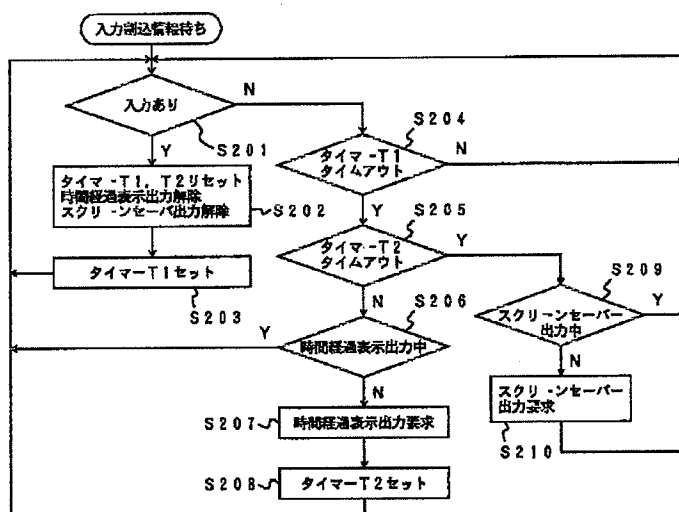 入力割込監視待ち
入力あり
N
S201
Y
タイマ-T1,T2リセット
時間経過表示出力解除
スクリ-ンセーバ出力解除
S202
タイマーT1セット
S203
タイマ-T1
タイムアウト
S204
N
Y
タイマ-T2
タイムアウト
S205
Y
N
時間経過表示出力中
S206
Y
N
S207
時間経過表示出力要求
S208
タイマーT2セット
スクリ-ンセーバー
出力中
S209
Y
N
スクリ-ンセーバー
出力要求
S210